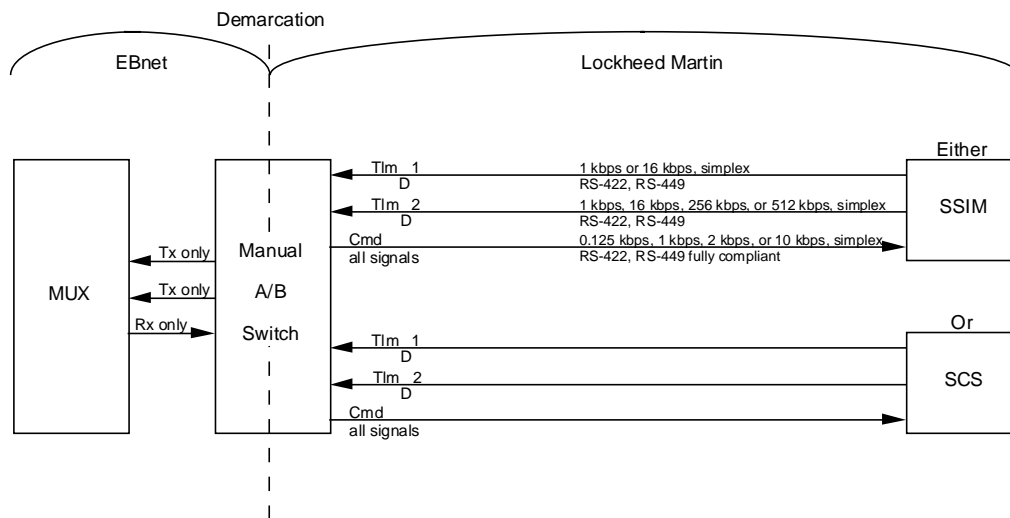 Demarcation
EBnet
Lockheed Martin
Either
Tlm_1
D
1 kbps or 16 kbps, simplex
RS-422, RS-449
Tlm_2
D
1 kbps, 16 kbps, 256 kbps, or 512 kbps, simplex
RS-422, RS-449
SSIM
Cmd
all signals
0.125 kbps, 1 kbps, 2 kbps, or 10 kbps, simplex
RS-422, RS-449 fully compliant
Tx only
Manual
MUX
Tx only
A/B
Rx only
Switch
Or
Tlm_1
D
Tlm_2
D
SCS
Cmd
all signals